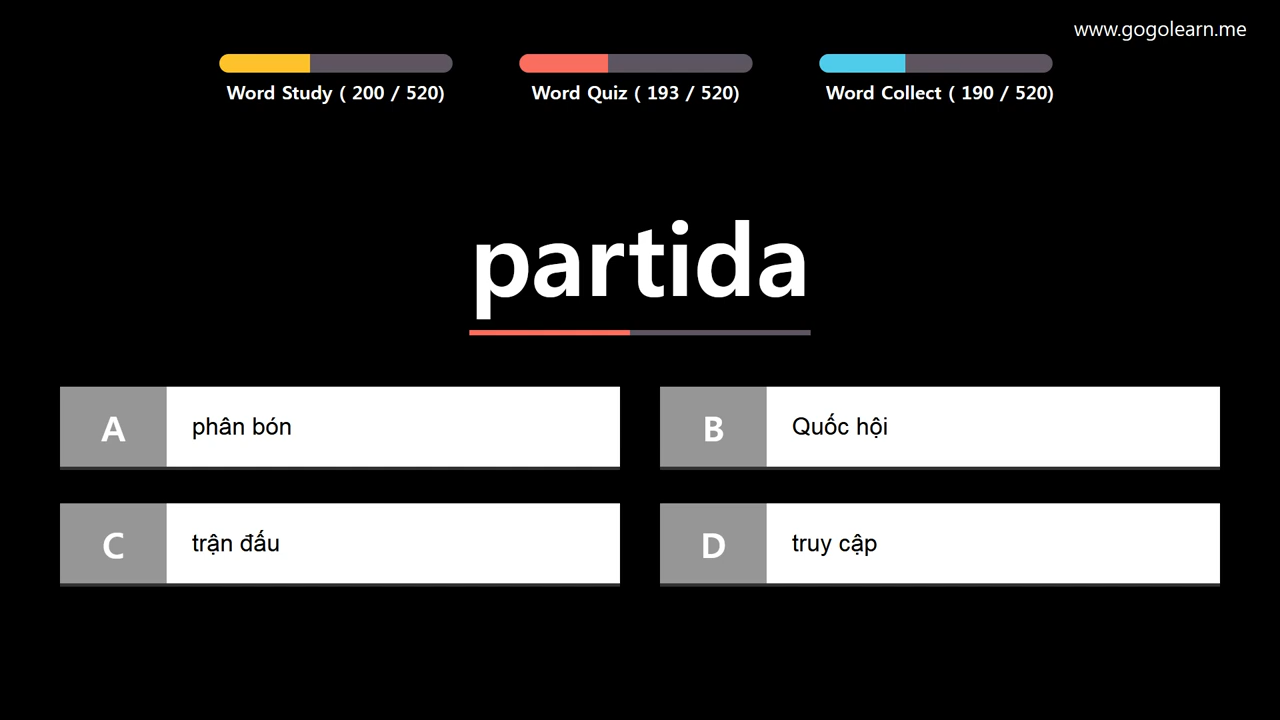 www.gogolearn.me
Word Study ( 200 / 520)
Word Quiz ( 193 / 520)
Word Collect ( 190 / 520)
partida
A
phân bón
B
Quốc hội
C
trận đấu
D
truy cập